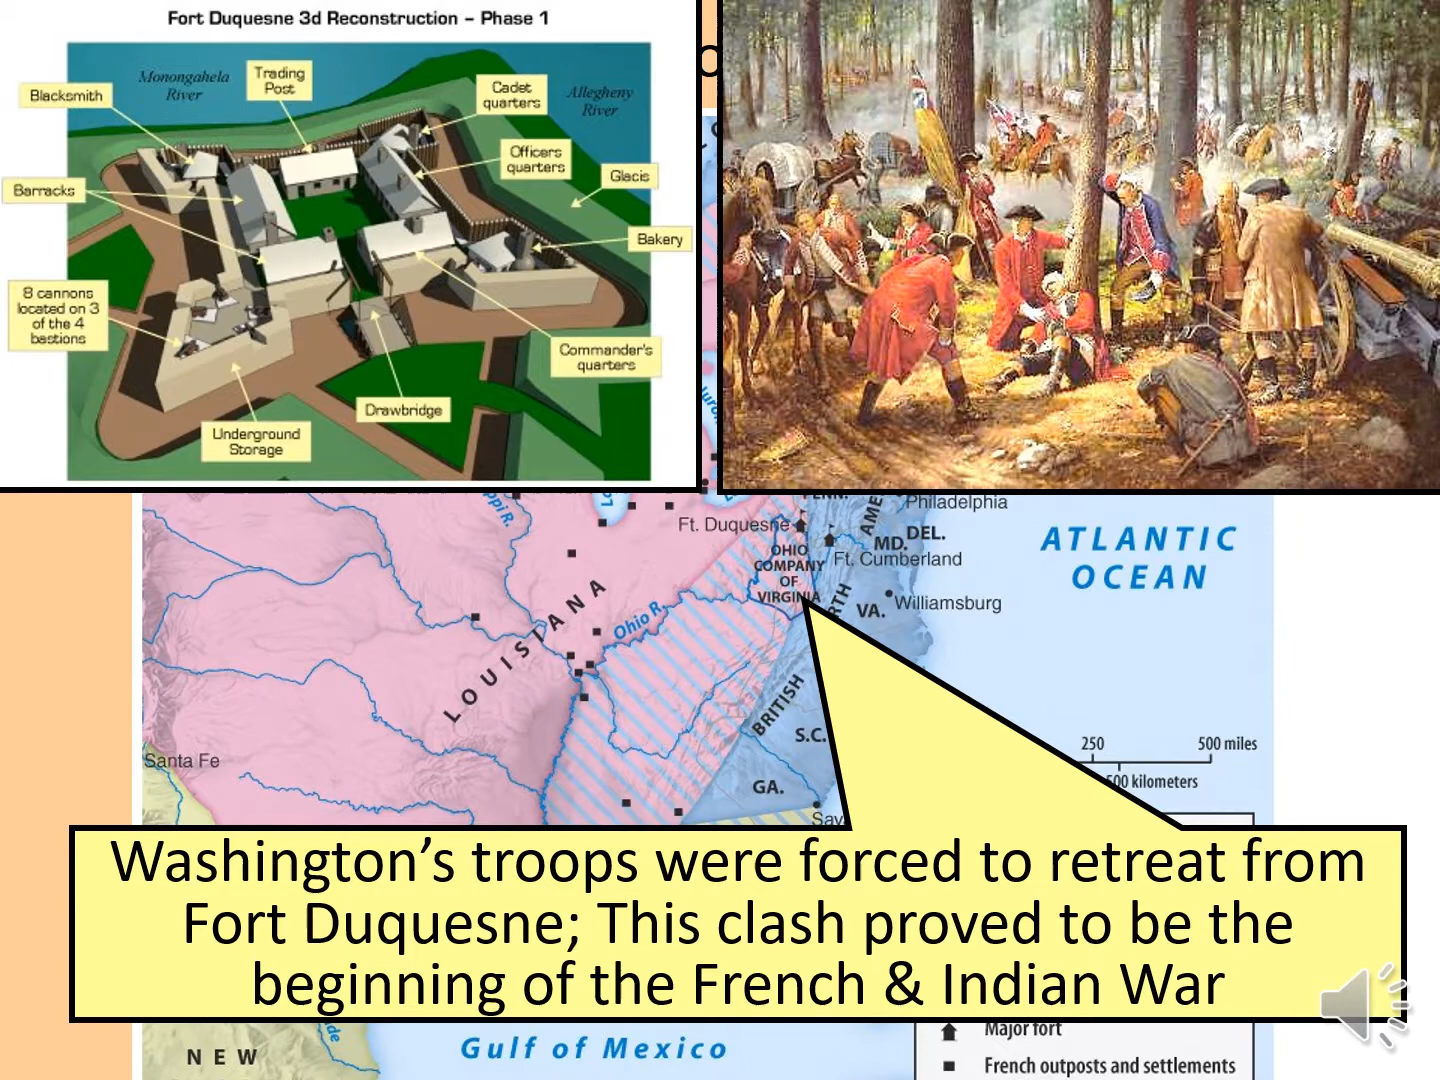 Fort Duquesne 3d Reconstruction – Phase 1
Monongahela
River
Trading
Post
Cadet
quarters
Allegheny
River
Blacksmith
Officers
quarters
Glacis
Barracks
Bakery
8 cannons
located on 3
of the 4
bastions
Commander's
quarters
Drawbridge
Underground
Storage
Philadelphia
Ft. Duquesne
DEL.
MD.
OHIO
COMPANY
OF
VIRGINIA
Ft. Cumberland
VA.
Williamsburg
ATLANTIC
OCEAN
Ohio R.
LOUISIANA
BRITISH
S.C.
GA.
Santa Fe
250
500 miles
500 kilometers
Washington’s troops were forced to retreat from
Fort Duquesne; This clash proved to be the
beginning of the French & Indian War
NEW
Gulf of Mexico
Major fort
French outposts and settlements